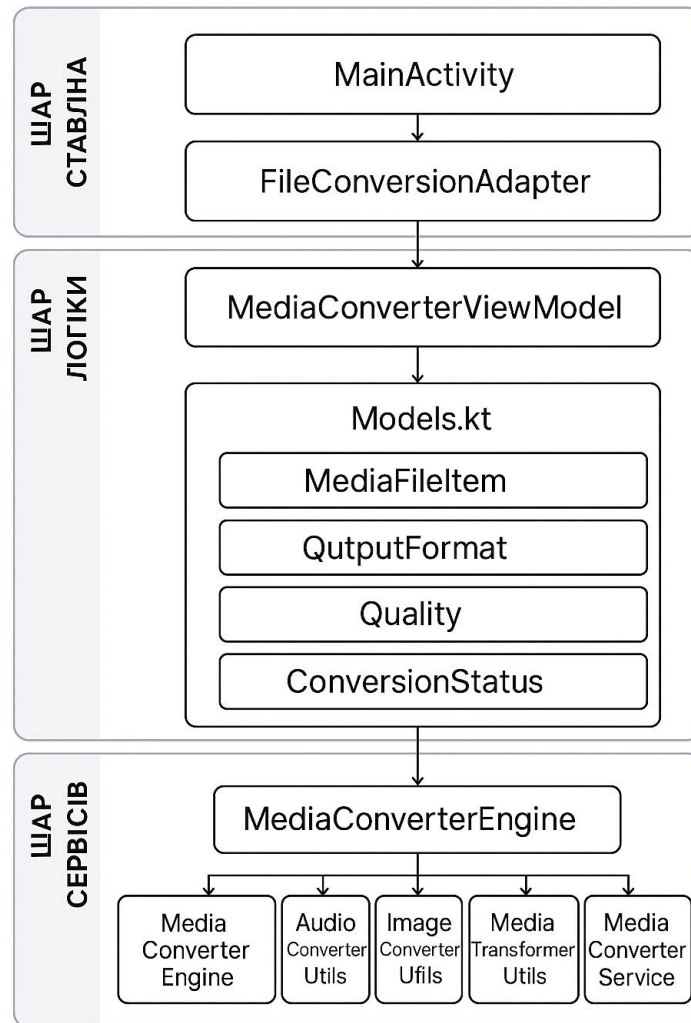 ШАР
СТАВЛІНА
MainActivity
FileConversionAdapter
ШАР
ЛОГІКИ
MediaConverterViewModel
Models.kt
MediaFileItem
QutputFormat
Quality
ConversionStatus
ШАР
СЕРВІСІВ
MediaConverterEngine
Media
Converter
Engine
Audio
Converter
Utils
Image
Converter
Ufils
Media
Transformer
Utils
Media
Converter
Service